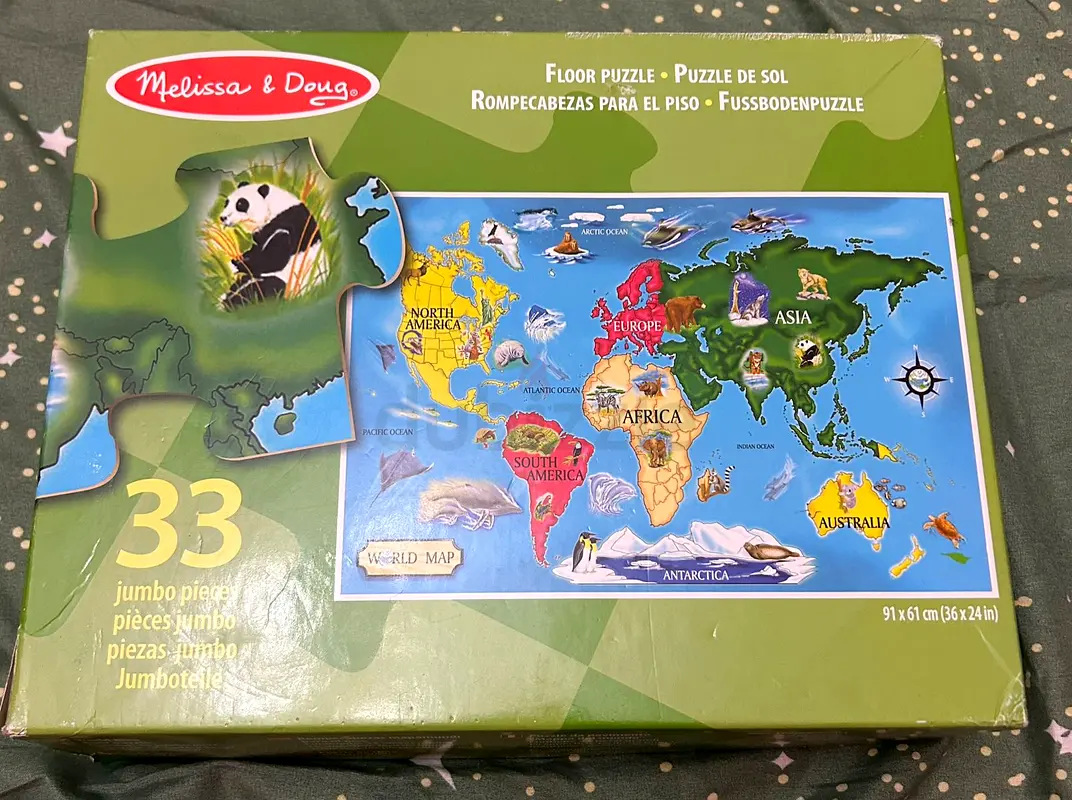 Melissa & Doug®
FLOOR PUZZLE • PUZZLE DE SOL
ROMPECABEZAS PARA EL PISO • FUSSBODENPUZZLE
ARCTIC OCEAN
NORTH
AMERICA
EUROPE
ASIA
ATLANTIC OCEAN
AFRICA
PACIFIC OCEAN
INDIAN OCEAN
SOUTH
AMERICA
AUSTRALIA
WORLD MAP
ANTARCTICA
33
jumbo pieces
pièces jumbo
piezas jumbo
Jumboteile
91 x 61 cm (36 x 24 in)